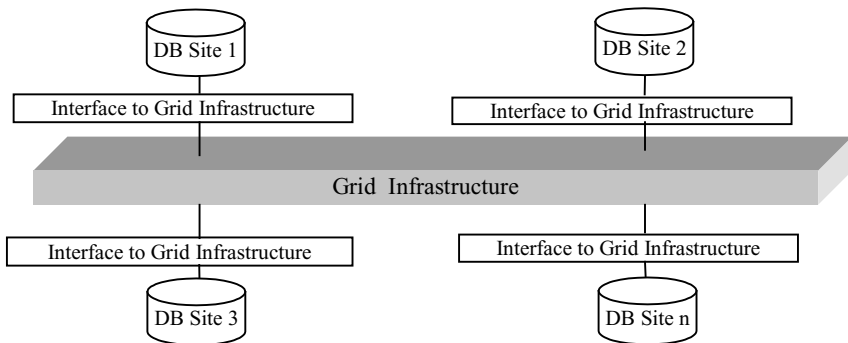 DB Site 1
DB Site 2
Interface to Grid Infrastructure
Interface to Grid Infrastructure
Grid Infrastructure
Interface to Grid Infrastructure
Interface to Grid Infrastructure
DB Site 3
DB Site n